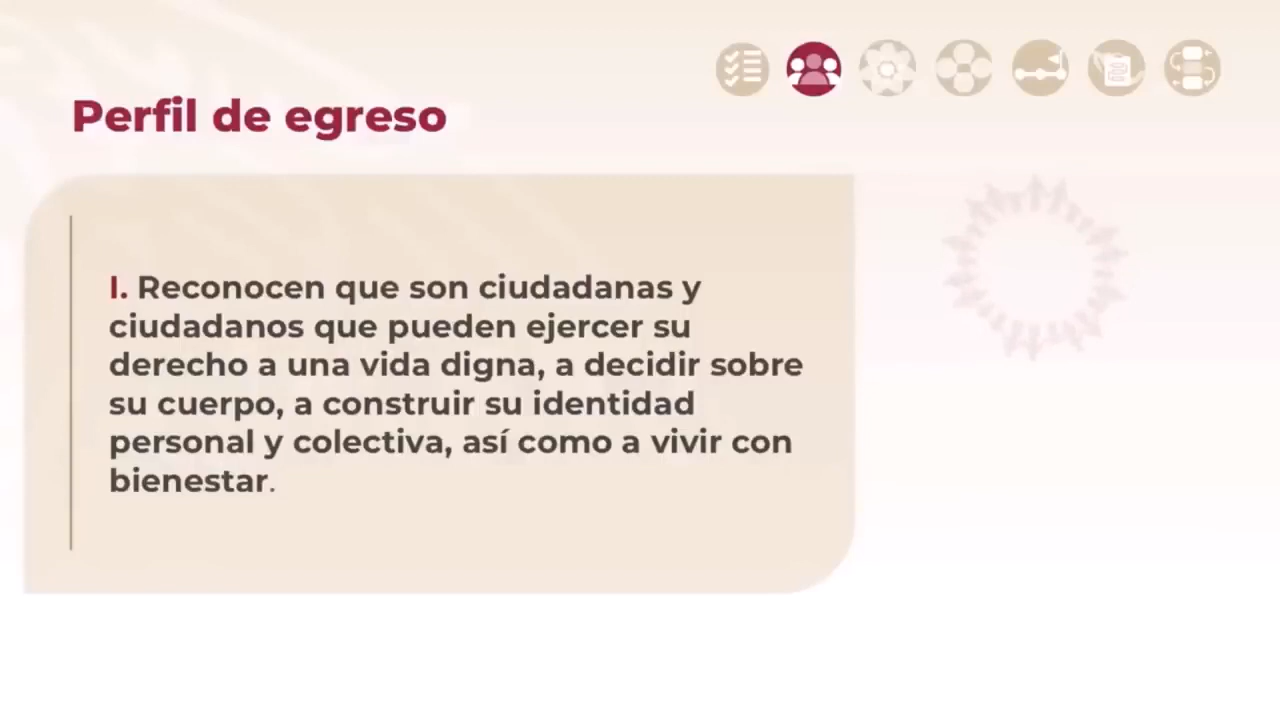 Perfil de egreso
I. Reconocen que son ciudadanas y
ciudadanos que pueden ejercer su
derecho a una vida digna, a decidir sobre
su cuerpo, a construir su identidad
personal y colectiva, así como a vivir con
bienestar.